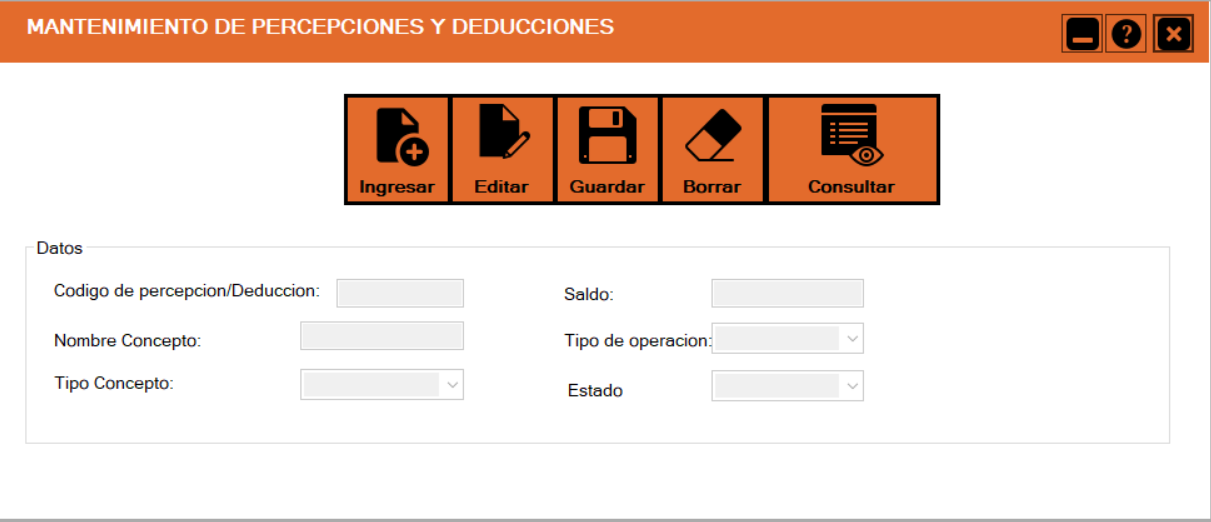 MANTENIMIENTO DE PERCEPCIONES Y DEDUCCIONES
?
Ingresar Editar Guardar Borrar Consultar
Datos
Codigo de percepcion/Deduccion: Saldo:
Nombre Concepto: Tipo de operacion:
Tipo Concepto: Estado